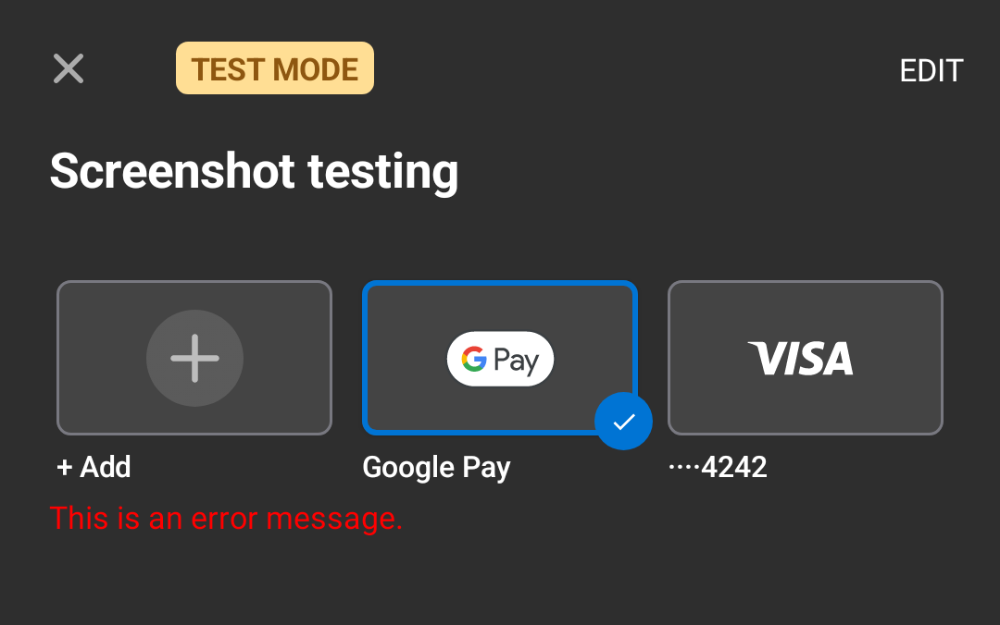 TEST MODE
EDIT
Screenshot testing
G Pay
VISA
+ Add
Google Pay
····4242
This is an error message.